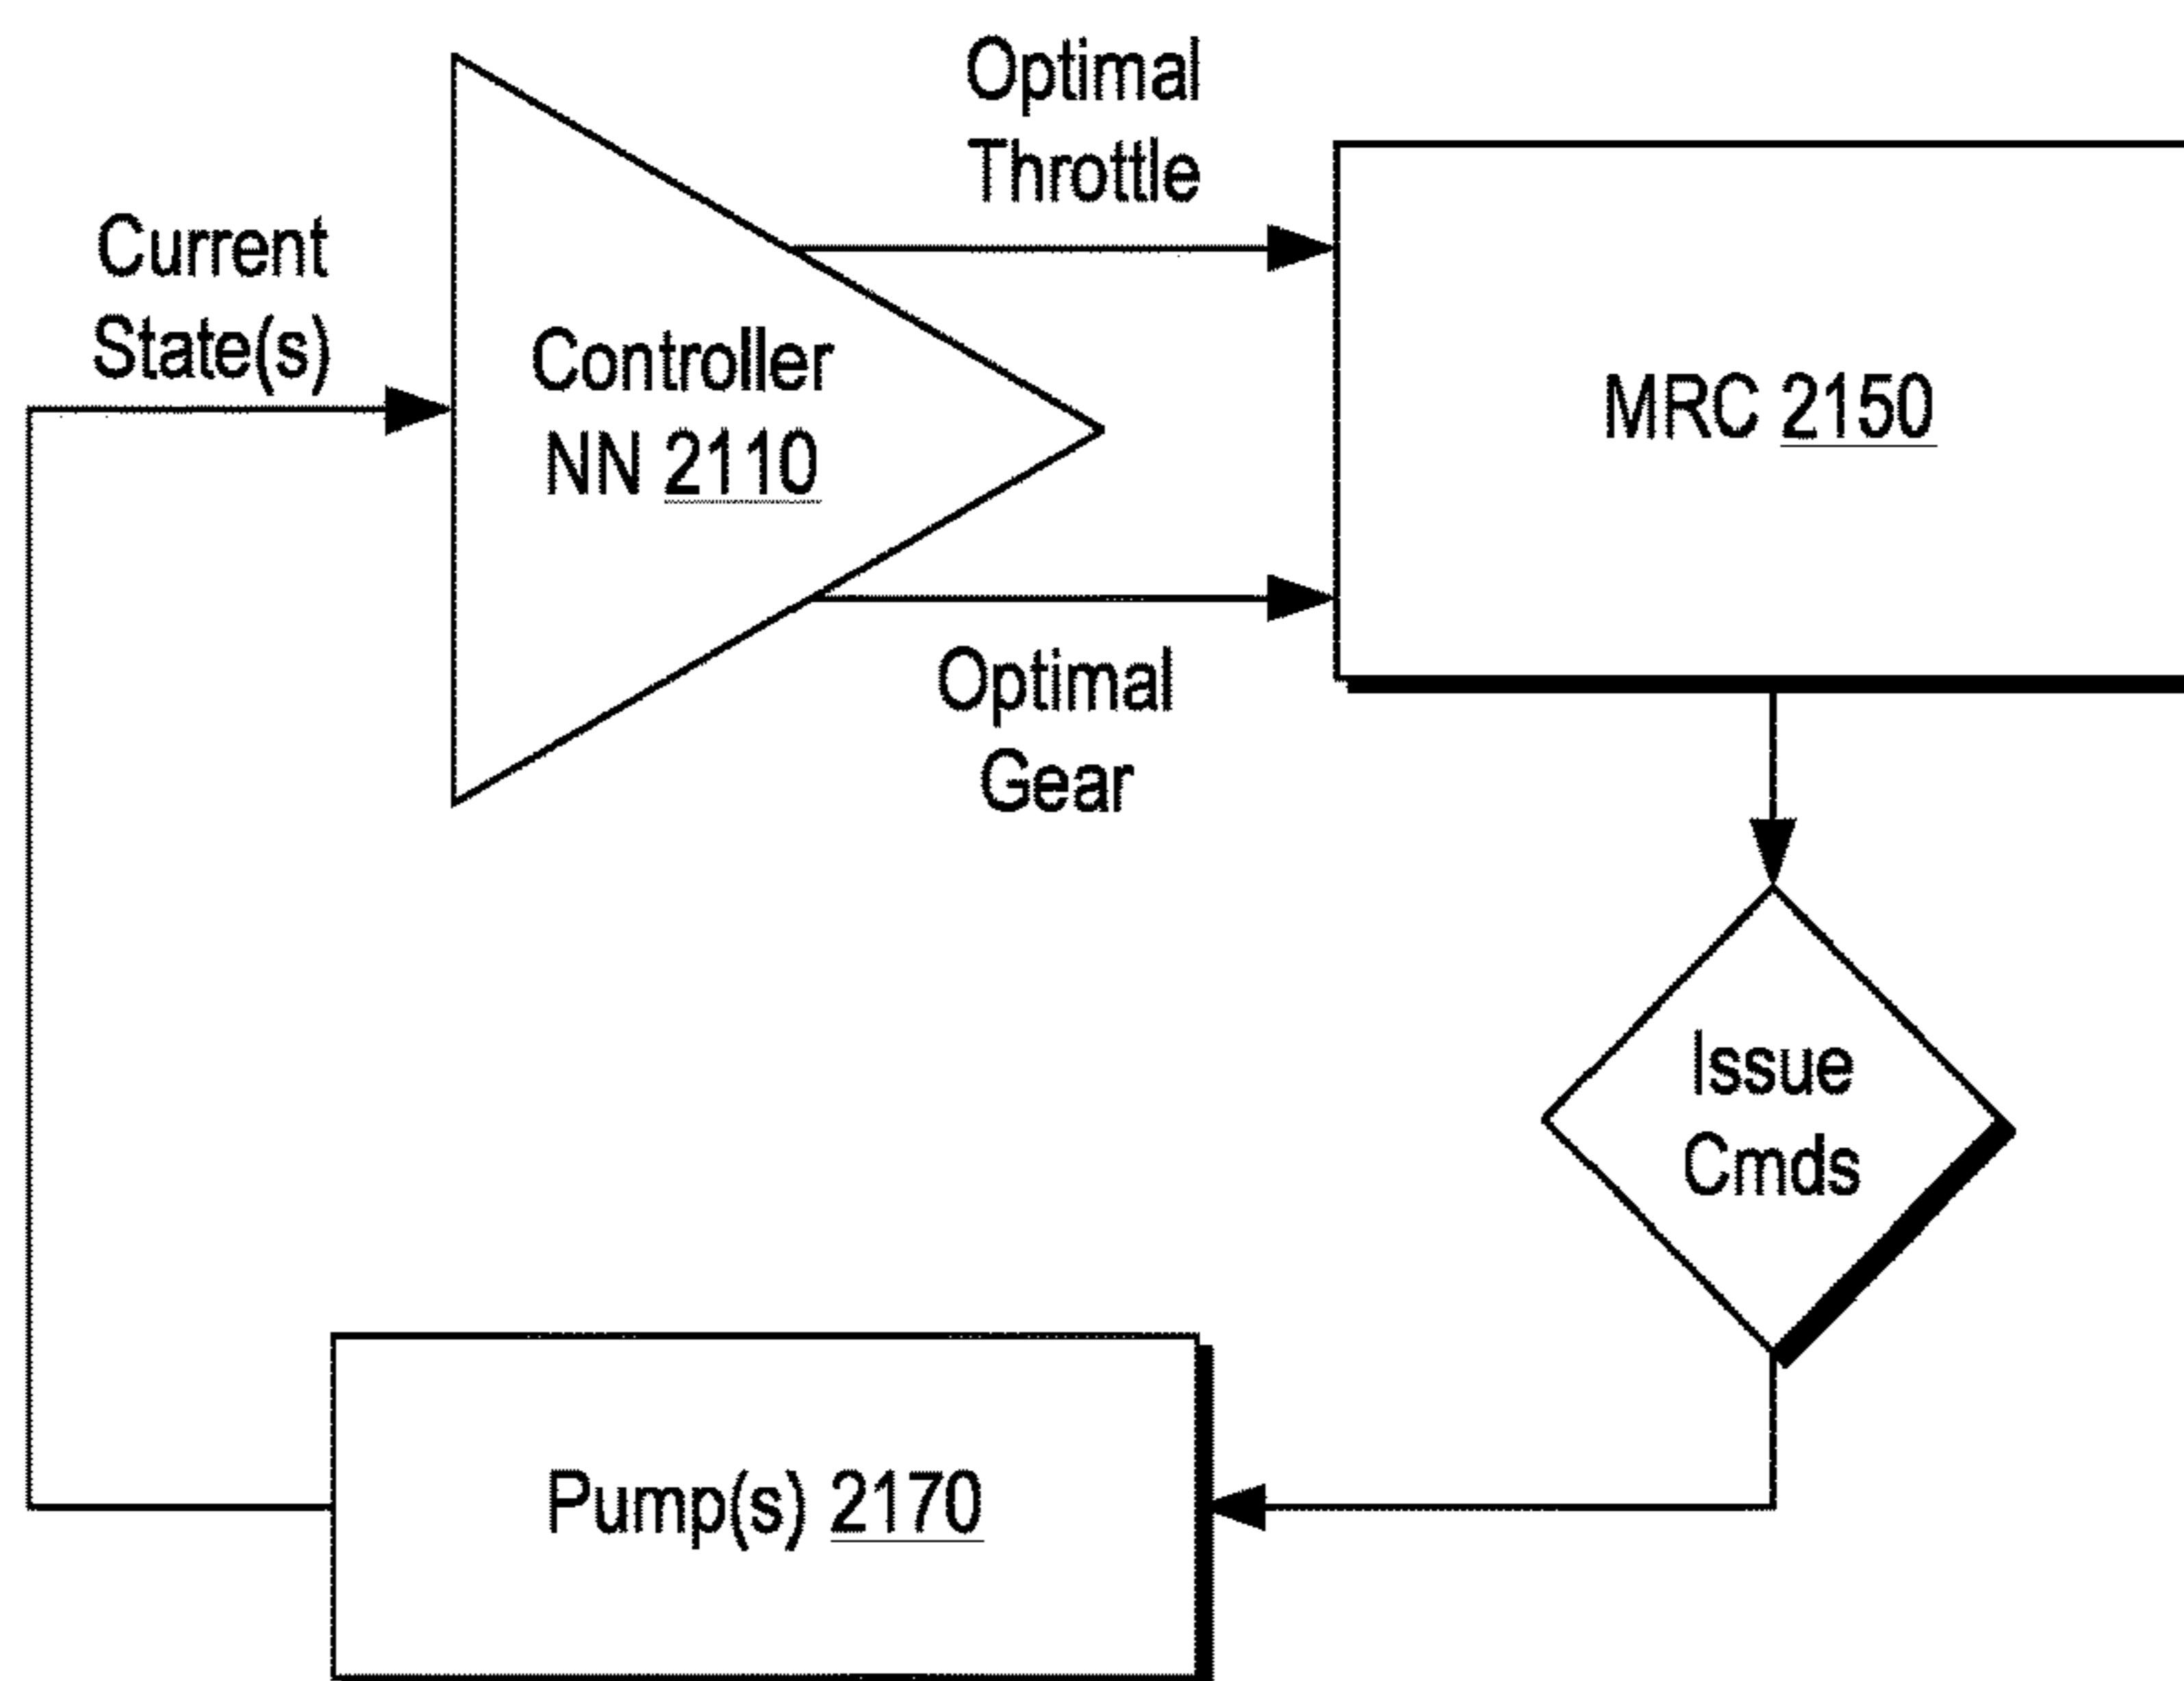 Optimal
Throttle
Current
State(s)
Controller
NN 2110
MRC 2150
Optimal
Gear
Issue
Cmds
Pump(s) 2170